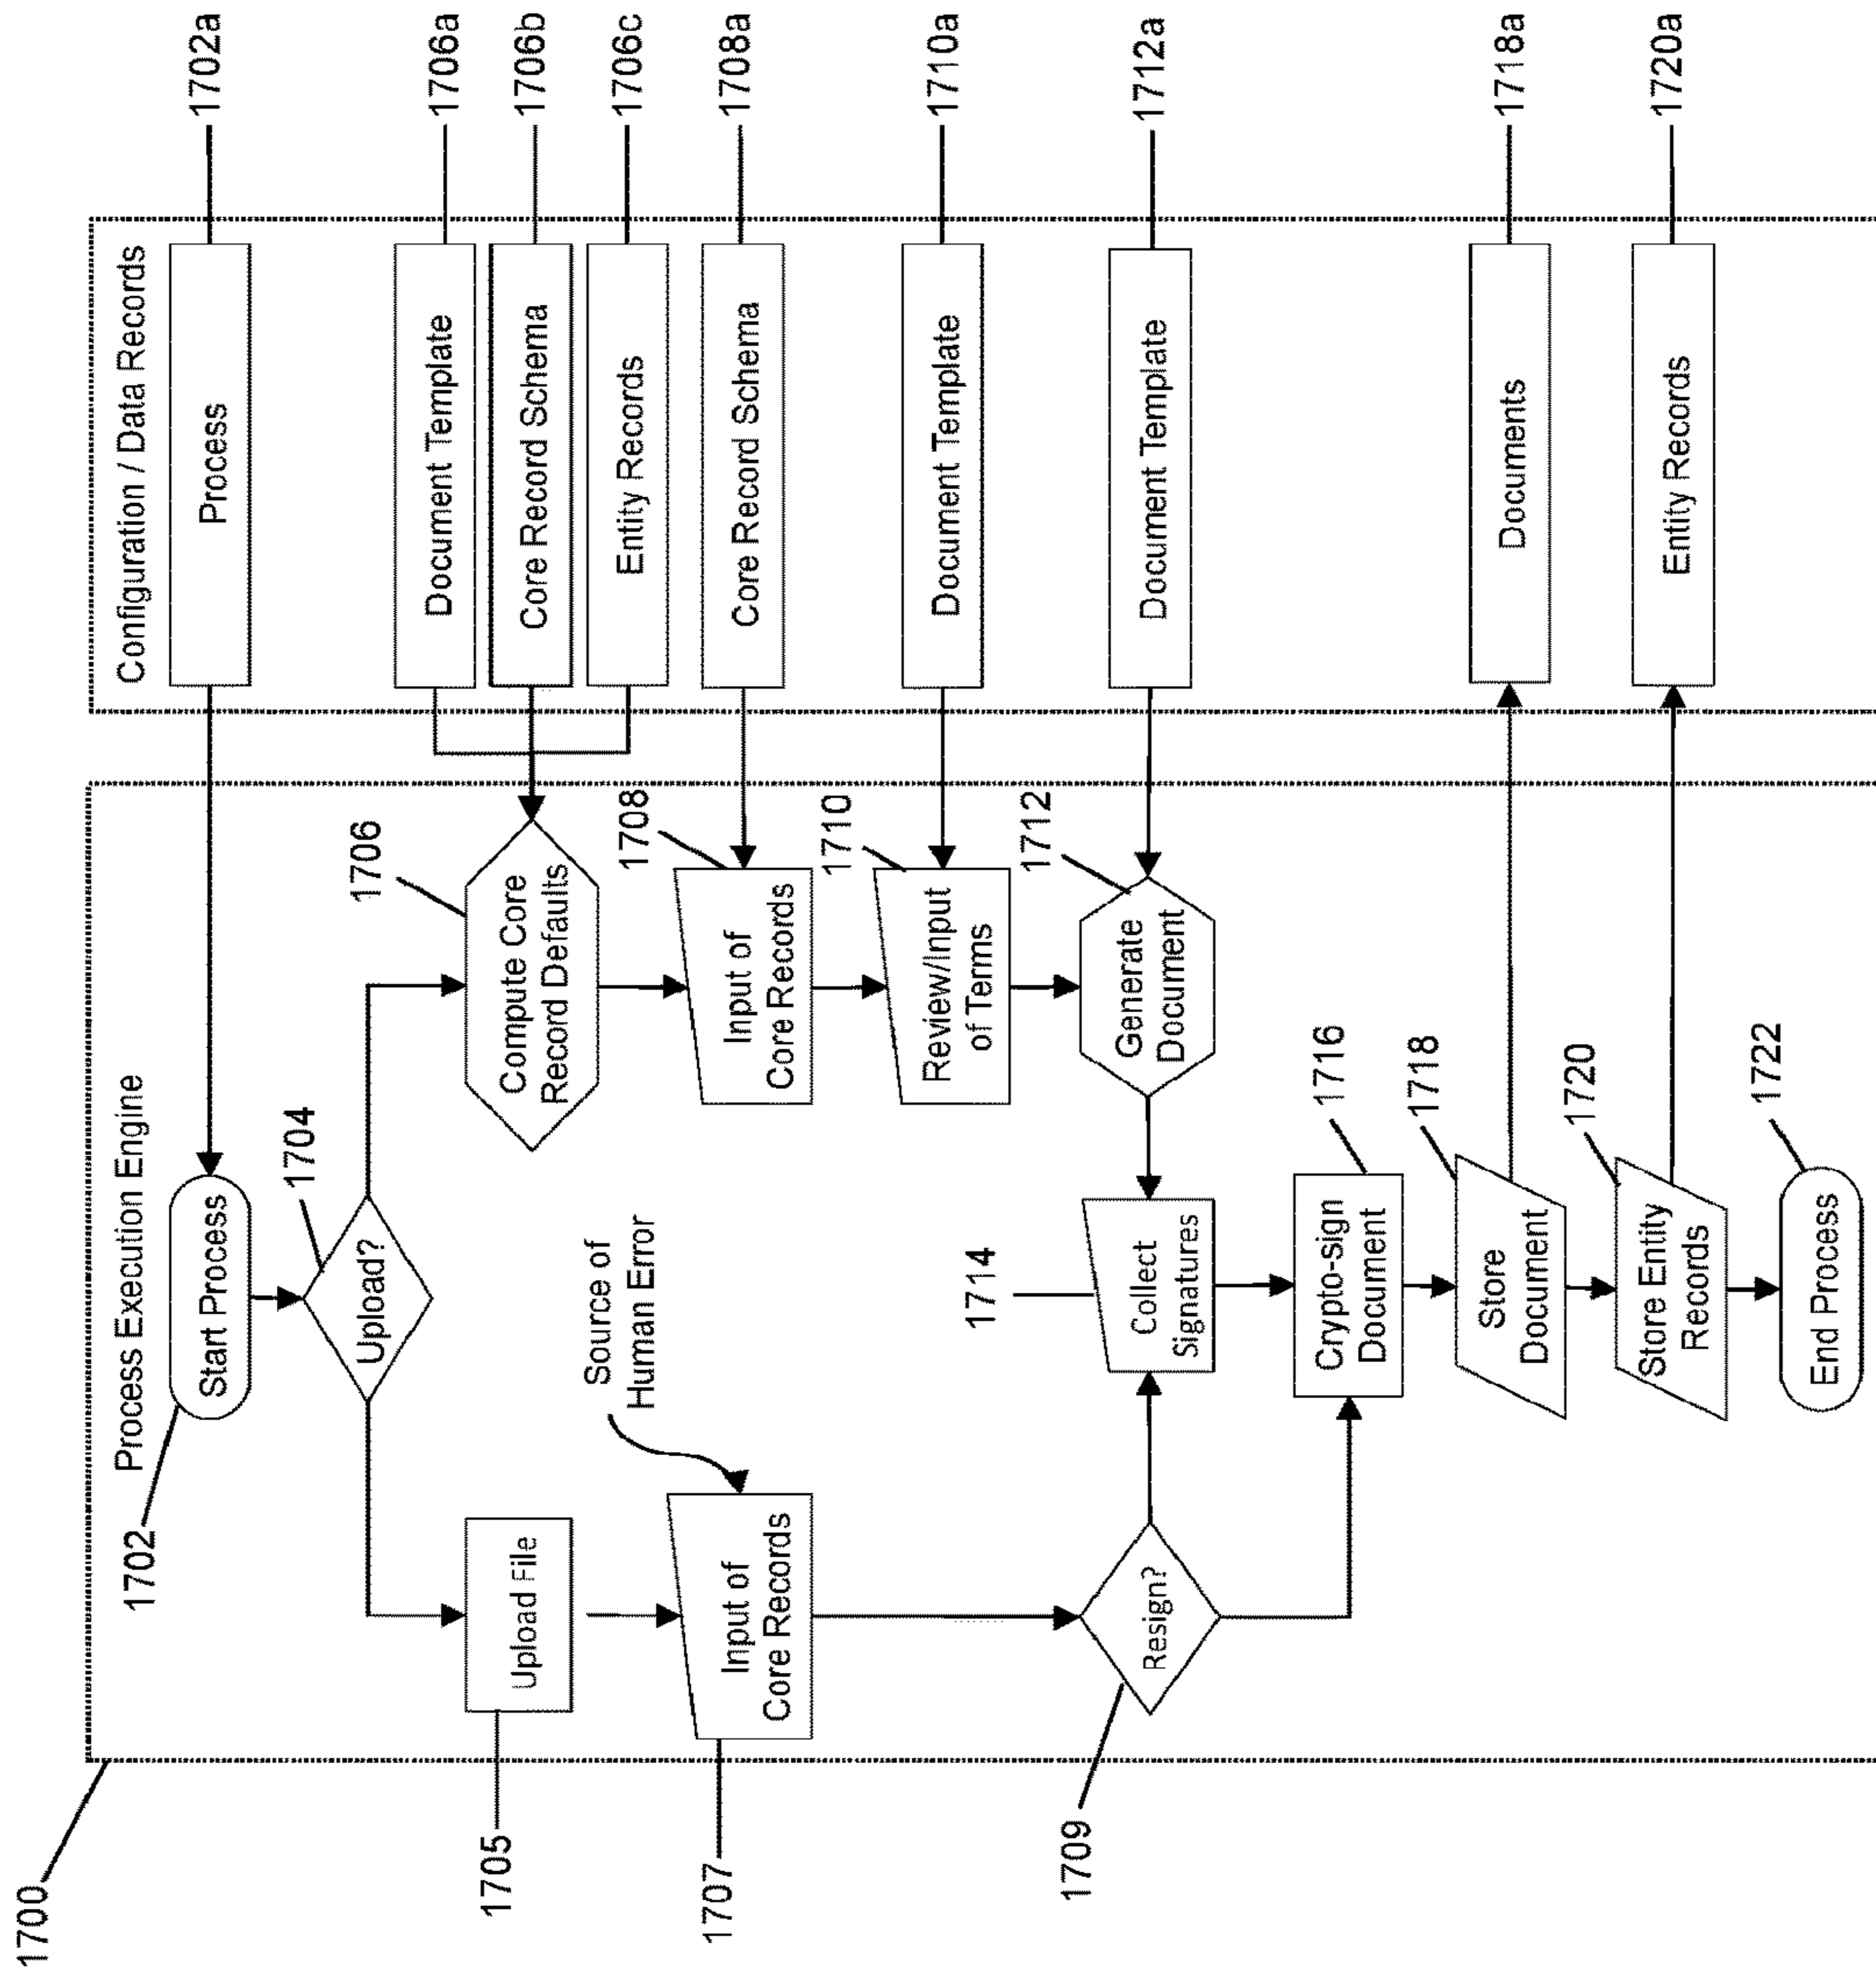 1700
Process Execution Engine
Configuration / Data Records
1702
Start Process
Process
1702a
1704
Upload?
1705
Upload File
1706
Compute Core
Record Defaults
Document Template
1706a
Core Record Schema
1706b
Entity Records
1706c
Source of
Human Error
1707
Input of
Core Records
1708
Input of
Core Records
Core Record Schema
1708a
1710
Review/Input
of Terms
Document Template
1710a
1709
Resign?
1714
Collect
Signatures
1712
Generate
Document
Document Template
1712a
1716
Crypto-sign
Document
1718
Store
Document
Documents
1718a
1720
Store Entity
Records
Entity Records
1720a
1722
End Process